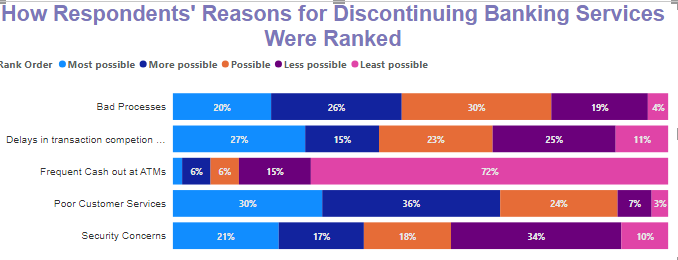 How Respondents' Reasons for Discontinuing Banking Services
Were Ranked
Rank Order Most possible More possible Possible Less possible Least possible
Bad Processes 20% 26% 30% 19% 4%
Delays in transaction competion ... 27% 15% 23% 25% 11%
Frequent Cash out at ATMs 6% 6% 15% 72%
Poor Customer Services 30% 36% 24% 7% 3%
Security Concerns 21% 17% 18% 34% 10%